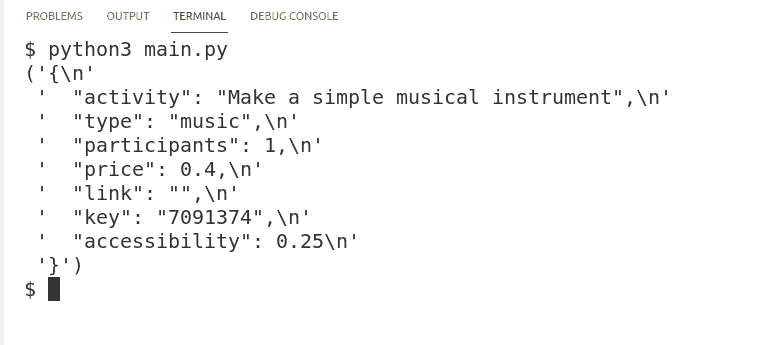 PROBLEMS OUTPUT TERMINAL DEBUG CONSOLE
$ python3 main.py
('{\n'
 '  "activity": "Make a simple musical instrument",\n'
 '  "type": "music",\n'
 '  "participants": 1,\n'
 '  "price": 0.4,\n'
 '  "link": "",\n'
 '  "key": "7091374",\n'
 '  "accessibility": 0.25\n'
 '}')
$